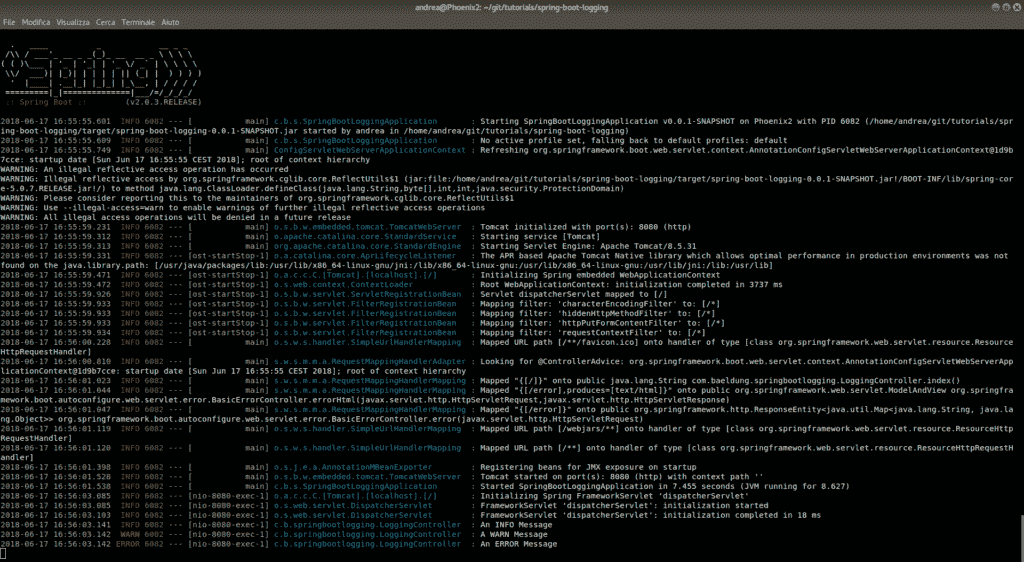 andrea@Phoenix2: ~/git/tutorials/spring-boot-logging
File Modifica Visualizza Cerca Terminale Aiuto
:: Spring Boot :: (v2.0.3.RELEASE)
2018-06-17 16:55:55.601 INFO 6082 --- [ main] c.b.s.SpringBootLoggingApplication : Starting SpringBootLoggingApplication v0.0.1-SNAPSHOT on Phoenix2 with PID 6082 (/home/andrea/git/tutorials/spr
ing-boot-logging/target/spring-boot-logging-0.0.1-SNAPSHOT.jar started by andrea in /home/andrea/git/tutorials/spring-boot-logging)
2018-06-17 16:55:55.609 INFO 6082 --- [ main] c.b.s.SpringBootLoggingApplication : No active profile set, falling back to default profiles: default
2018-06-17 16:55:55.749 INFO 6082 --- [ main] ConfigServletWebServerApplicationContext : Refreshing org.springframework.boot.web.servlet.context.AnnotationConfigServletWebServerApplicationContext@1d9b
7cce: startup date [Sun Jun 17 16:55:55 CEST 2018]; root of context hierarchy
WARNING: An illegal reflective access operation has occurred
WARNING: Illegal reflective access by org.springframework.cglib.core.ReflectUtils$1 (jar:file:/home/andrea/git/tutorials/spring-boot-logging/target/spring-boot-logging-0.0.1-SNAPSHOT.jar!/BOOT-INF/lib/spring-cor
e-5.0.7.RELEASE.jar!/) to method java.lang.ClassLoader.defineClass(java.lang.String,byte[],int,int,java.security.ProtectionDomain)
WARNING: Please consider reporting this to the maintainers of org.springframework.cglib.core.ReflectUtils$1
WARNING: Use --illegal-access=warn to enable warnings of further illegal reflective access operations
WARNING: All illegal access operations will be denied in a future release
2018-06-17 16:55:59.231 INFO 6082 --- [ main] o.s.b.w.embedded.tomcat.TomcatWebServer : Tomcat initialized with port(s): 8080 (http)
2018-06-17 16:55:59.312 INFO 6082 --- [ main] o.apache.catalina.core.StandardService : Starting service [Tomcat]
2018-06-17 16:55:59.313 INFO 6082 --- [ main] org.apache.catalina.core.StandardEngine : Starting Servlet Engine: Apache Tomcat/8.5.31
2018-06-17 16:55:59.331 INFO 6082 --- [ost-startStop-1] o.a.catalina.core.AprLifecycleListener : The APR based Apache Tomcat Native library which allows optimal performance in production environments was not
found on the java.library.path: [/usr/java/packages/lib:/usr/lib/x86_64-linux-gnu/jni:/lib/x86_64-linux-gnu:/usr/lib/x86_64-linux-gnu:/usr/lib/jni:/lib:/usr/lib]
2018-06-17 16:55:59.471 INFO 6082 --- [ost-startStop-1] o.a.c.c.C.[Tomcat].[localhost].[/] : Initializing Spring embedded WebApplicationContext
2018-06-17 16:55:59.472 INFO 6082 --- [ost-startStop-1] o.s.web.context.ContextLoader : Root WebApplicationContext: initialization completed in 3737 ms
2018-06-17 16:55:59.926 INFO 6082 --- [ost-startStop-1] o.s.b.w.servlet.ServletRegistrationBean : Servlet dispatcherServlet mapped to [/]
2018-06-17 16:55:59.933 INFO 6082 --- [ost-startStop-1] o.s.b.w.servlet.FilterRegistrationBean : Mapping filter: 'characterEncodingFilter' to: [/*]
2018-06-17 16:55:59.933 INFO 6082 --- [ost-startStop-1] o.s.b.w.servlet.FilterRegistrationBean : Mapping filter: 'hiddenHttpMethodFilter' to: [/*]
2018-06-17 16:55:59.933 INFO 6082 --- [ost-startStop-1] o.s.b.w.servlet.FilterRegistrationBean : Mapping filter: 'httpPutFormContentFilter' to: [/*]
2018-06-17 16:55:59.934 INFO 6082 --- [ost-startStop-1] o.s.b.w.servlet.FilterRegistrationBean : Mapping filter: 'requestContextFilter' to: [/*]
2018-06-17 16:56:00.228 INFO 6082 --- [ main] o.s.w.s.handler.SimpleUrlHandlerMapping : Mapped URL path [/**/favicon.ico] onto handler of type [class org.springframework.web.servlet.resource.Resource
HttpRequestHandler]
2018-06-17 16:56:00.810 INFO 6082 --- [ main] s.w.s.m.m.a.RequestMappingHandlerAdapter : Looking for @ControllerAdvice: org.springframework.boot.web.servlet.context.AnnotationConfigServletWebServerApp
licationContext@1d9b7cce: startup date [Sun Jun 17 16:55:55 CEST 2018]; root of context hierarchy
2018-06-17 16:56:01.023 INFO 6082 --- [ main] s.w.s.m.m.a.RequestMappingHandlerMapping : Mapped "{[/]}" onto public java.lang.String com.baeldung.springbootlogging.LoggingController.index()
2018-06-17 16:56:01.044 INFO 6082 --- [ main] s.w.s.m.m.a.RequestMappingHandlerMapping : Mapped "{[/error],produces=[text/html]}" onto public org.springframework.web.servlet.ModelAndView org.springfra
mework.boot.autoconfigure.web.servlet.error.BasicErrorController.errorHtml(javax.servlet.http.HttpServletRequest,javax.servlet.http.HttpServletResponse)
2018-06-17 16:56:01.047 INFO 6082 --- [ main] s.w.s.m.m.a.RequestMappingHandlerMapping : Mapped "{[/error]}" onto public org.springframework.http.ResponseEntity<java.util.Map<java.lang.String, java.la
ng.Object>> org.springframework.boot.autoconfigure.web.servlet.error.BasicErrorController.error(javax.servlet.http.HttpServletRequest)
2018-06-17 16:56:01.119 INFO 6082 --- [ main] o.s.w.s.handler.SimpleUrlHandlerMapping : Mapped URL path [/webjars/**] onto handler of type [class org.springframework.web.servlet.resource.ResourceHttp
RequestHandler]
2018-06-17 16:56:01.120 INFO 6082 --- [ main] o.s.w.s.handler.SimpleUrlHandlerMapping : Mapped URL path [/**] onto handler of type [class org.springframework.web.servlet.resource.ResourceHttpRequestH
andler]
2018-06-17 16:56:01.398 INFO 6082 --- [ main] o.s.j.e.a.AnnotationMBeanExporter : Registering beans for JMX exposure on startup
2018-06-17 16:56:01.528 INFO 6082 --- [ main] o.s.b.w.embedded.tomcat.TomcatWebServer : Tomcat started on port(s): 8080 (http) with context path ''
2018-06-17 16:56:01.538 INFO 6082 --- [ main] c.b.s.SpringBootLoggingApplication : Started SpringBootLoggingApplication in 7.455 seconds (JVM running for 8.627)
2018-06-17 16:56:03.085 INFO 6082 --- [nio-8080-exec-1] o.a.c.c.C.[Tomcat].[localhost].[/] : Initializing Spring FrameworkServlet 'dispatcherServlet'
2018-06-17 16:56:03.085 INFO 6082 --- [nio-8080-exec-1] o.s.web.servlet.DispatcherServlet : FrameworkServlet 'dispatcherServlet': initialization started
2018-06-17 16:56:03.103 INFO 6082 --- [nio-8080-exec-1] o.s.web.servlet.DispatcherServlet : FrameworkServlet 'dispatcherServlet': initialization completed in 18 ms
2018-06-17 16:56:03.141 INFO 6082 --- [nio-8080-exec-1] c.b.springbootlogging.LoggingController : An INFO Message
2018-06-17 16:56:03.142 WARN 6082 --- [nio-8080-exec-1] c.b.springbootlogging.LoggingController : A WARN Message
2018-06-17 16:56:03.142 ERROR 6082 --- [nio-8080-exec-1] c.b.springbootlogging.LoggingController : An ERROR Message